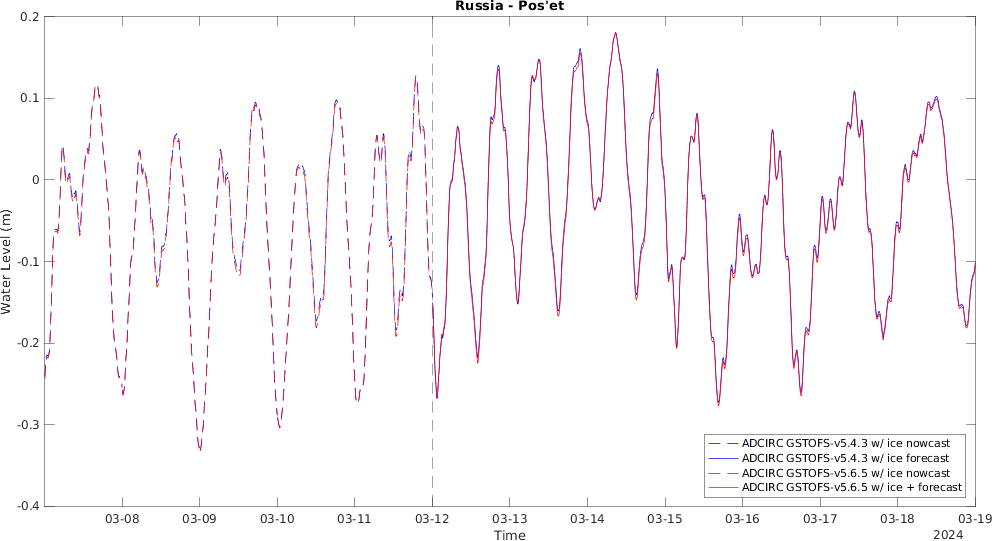 Russia - Pos'et
0.2
0.1
0
-0.1
-0.2
-0.3
-0.4
Water Level (m)
ADCIRC GSTOFS-v5.4.3 w/ ice nowcast
ADCIRC GSTOFS-v5.4.3 w/ ice forecast
ADCIRC GSTOFS-v5.6.5 w/ ice nowcast
ADCIRC GSTOFS-v5.6.5 w/ ice + forecast
03-08 03-09 03-10 03-11 03-12 03-13 03-14 03-15 03-16 03-17 03-18 03-19
Time
2024